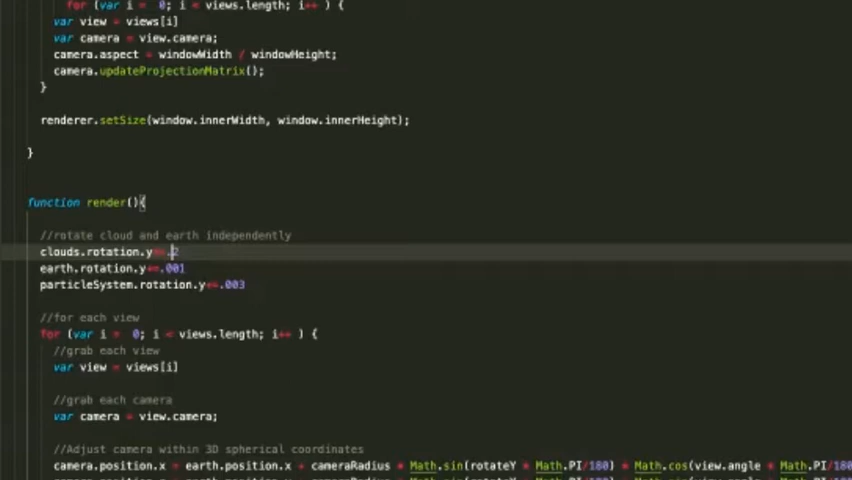 for (var i = 0; i < views.length; i++ ) {
var view = views[i]
var camera = view.camera;
camera.aspect = windowWidth / windowHeight;
camera.updateProjectionMatrix();
}
renderer.setSize(window.innerWidth, window.innerHeight);
}
function render(){
//rotate cloud and earth independently
clouds.rotation.y+=.2
earth.rotation.y+=.001
particleSystem.rotation.y+=.003
//for each view
for (var i = 0; i < views.length; i++ ) {
//grab each view
var view = views[i]
//grab each camera
var camera = view.camera;
//Adjust camera within 3D spherical coordinates
camera.position.x = earth.position.x + cameraRadius * Math.sin(rotateY * Math.PI/180) * Math.cos(view.angle * Math.PI/180